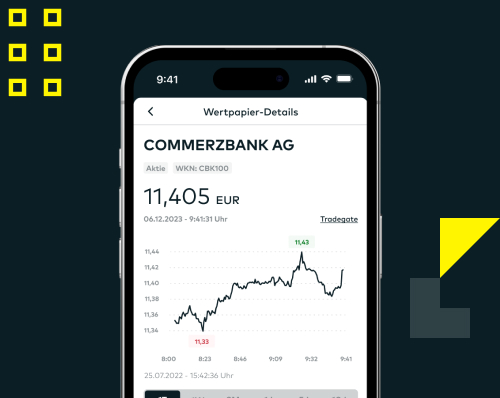 9:41
Wertpapier-Details
COMMERZBANK AG
Aktie WKN: CBK100
11,405 EUR
06.12.2023 - 9:41:31 Uhr Tradegate
11,43
11,44
11,42
11,40
11,38
11,36
11,34
11,33
8:00 8:23 8:46 9:09 9:32 9:41
25.07.2022 - 15:42:36 Uhr